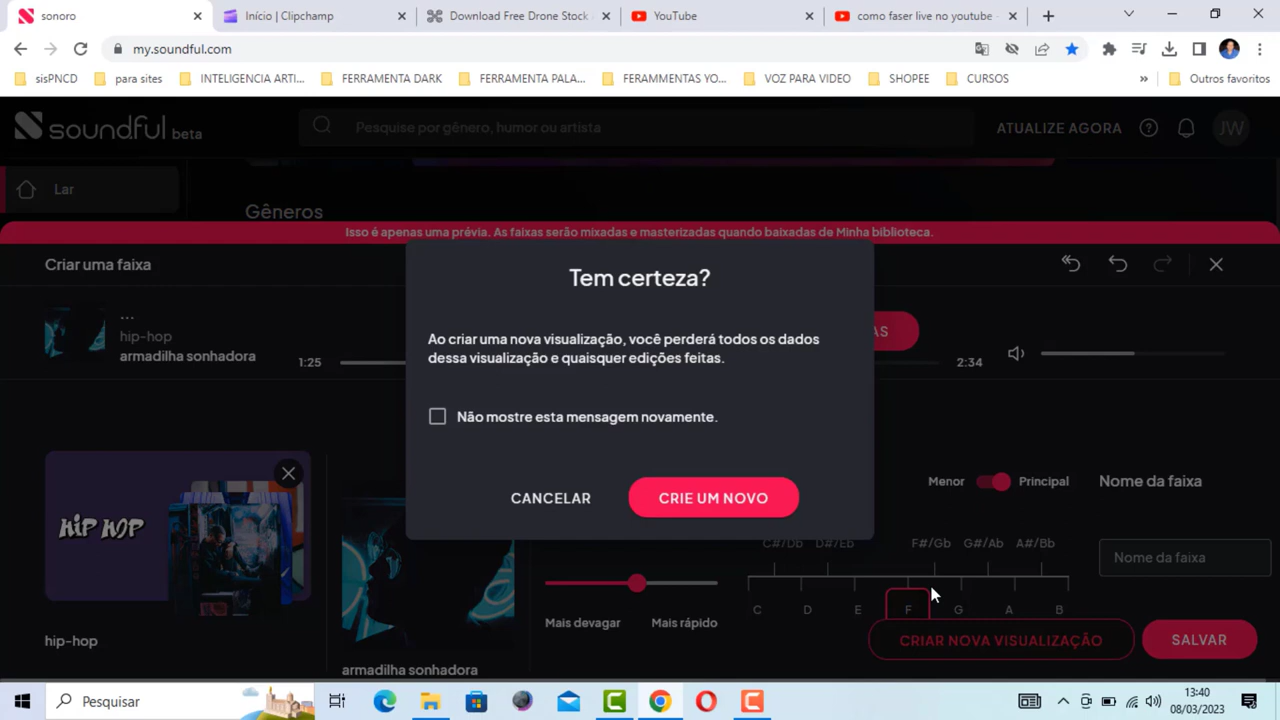 sonoro
Início | Clipchamp
Download Free Drone Stock
YouTube
como faser live no youtube -
my.soundful.com
sisPNCD
para sites
INTELIGENCIA ARTI...
FERRAMENTA DARK
FERRAMENTA PALA...
FERAMMENTAS YO...
VOZ PARA VIDEO
SHOPEE
CURSOS
»
Outros favoritos
soundful beta
Pesquise por gênero, humor ou artista
ATUALIZE AGORA
JW
Lar
Gêneros
Isso é apenas uma prévia. As faixas serão mixadas e masterizadas quando baixadas de Minha biblioteca.
Criar uma faixa
Tem certeza?
...
hip-hop
armadilha sonhadora
1:25
AS
2:34
Ao criar uma nova visualização, você perderá todos os dados
dessa visualização e quaisquer edições feitas.
Não mostre esta mensagem novamente.
CANCELAR
CRIE UM NOVO
HIP HOP
hip-hop
armadilha sonhadora
Mais devagar
Mais rápido
Menor
Principal
C#/Db
D#/Eb
F#/Gb
G#/Ab
A#/Bb
C
D
E
F
G
A
B
Nome da faixa
Nome da faixa
CRIAR NOVA VISUALIZAÇÃO
SALVAR
Pesquisar
13:40
08/03/2023